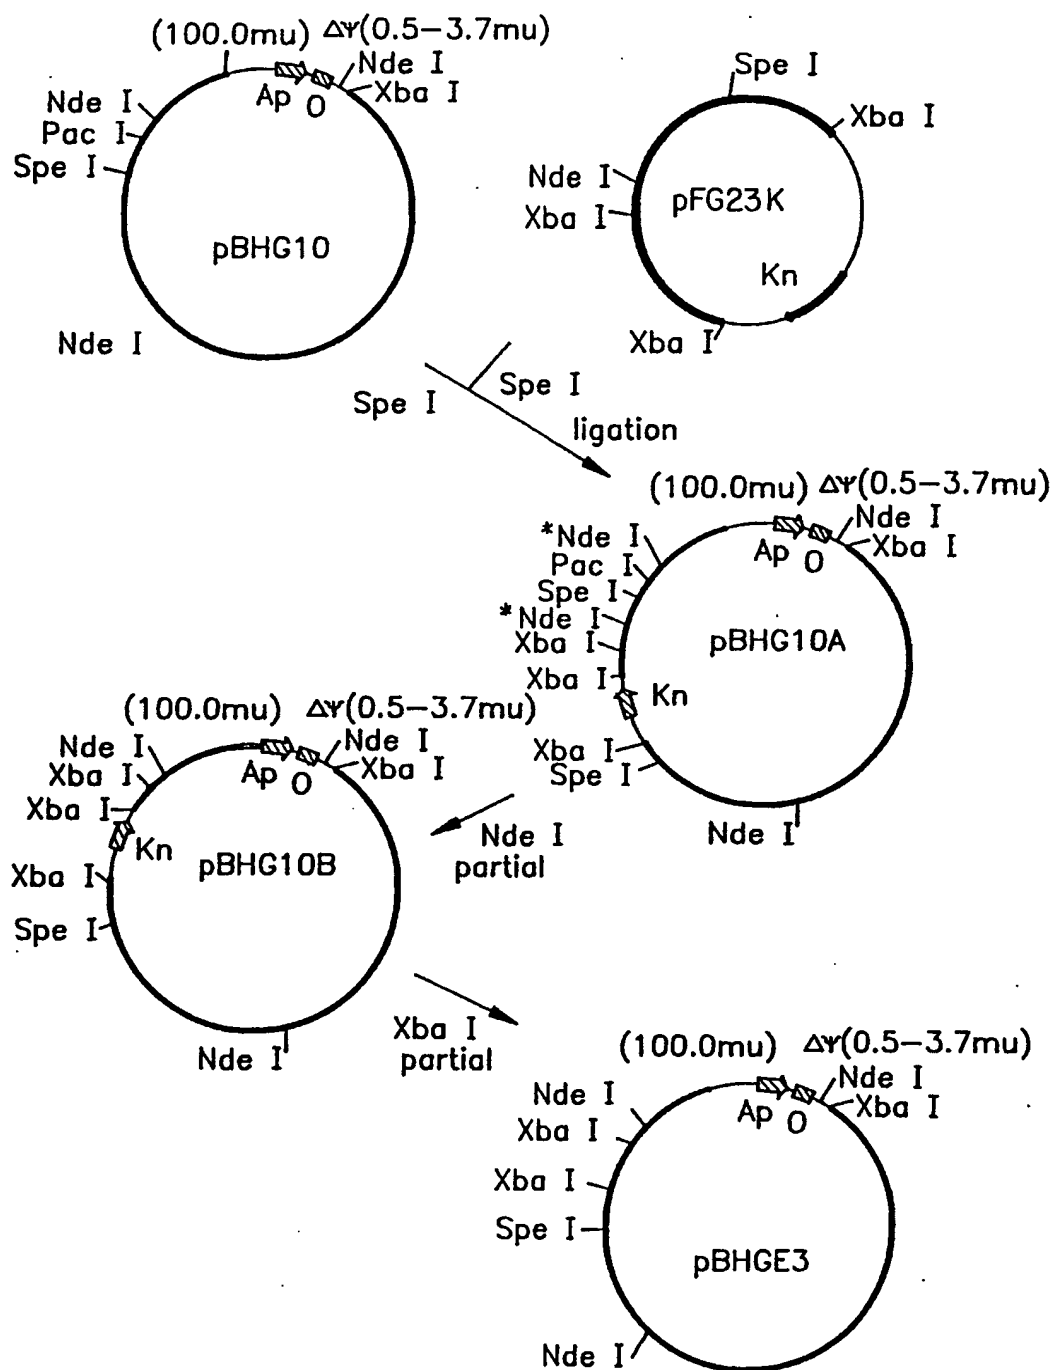 (100.0mu) ΔΨ(0.5-3.7mu)
Nde I
Xba I
Ap O
Nde I
Pac I
Spe I
pBHG10
Nde I
Spe I
Xba I
Nde I
Xba I
pFG23K
Kn
Xba I
Spe I
Spe I
ligation
(100.0mu) ΔΨ(0.5-3.7mu)
Nde I
Xba I
Ap O
*Nde I
Pac I
Spe I
*Nde I
Xba I
Xba I
Kn
pBHG10A
Xba I
Spe I
Nde I
Nde I
partial
(100.0mu) ΔΨ(0.5-3.7mu)
Nde I
Xba I
Ap O
Nde I
Xba I
Xba I
Kn
pBHG10B
Xba I
Spe I
Nde I
Xba I
partial
(100.0mu) ΔΨ(0.5-3.7mu)
Nde I
Xba I
Ap O
Nde I
Xba I
Xba I
Spe I
pBHGE3
Nde I